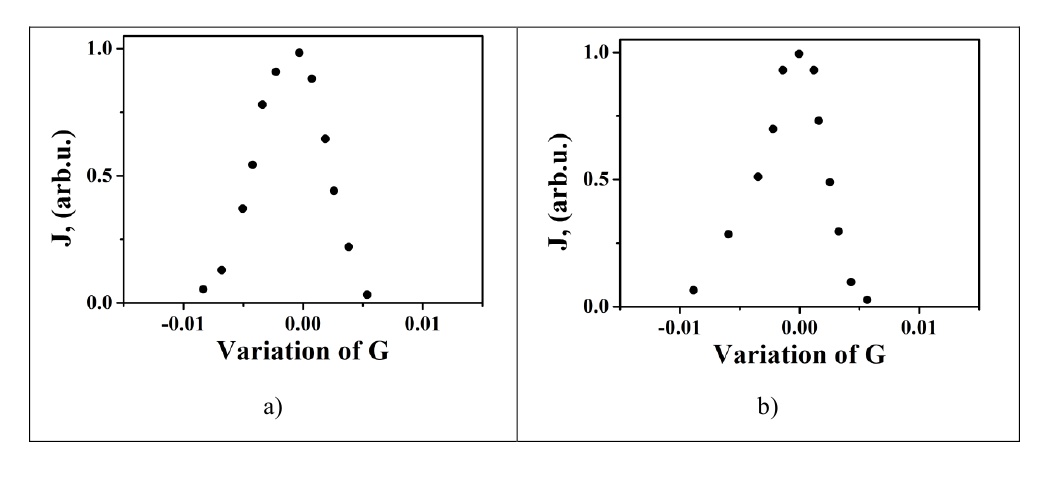 1.0
0.5
0.0
J, (arb.u.)
-0.01 0.00 0.01
Variation of G
a)
1.0
0.5
0.0
J, (arb.u.)
-0.01 0.00 0.01
Variation of G
b)